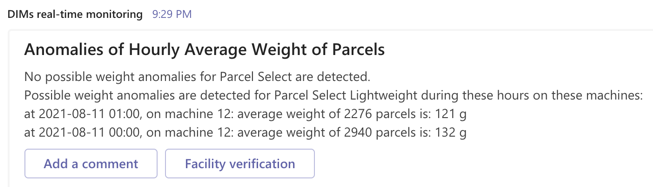 DIMs real-time monitoring 9:29 PM
Anomalies of Hourly Average Weight of Parcels
No possible weight anomalies for Parcel Select are detected.
Possible weight anomalies are detected for Parcel Select Lightweight during these hours on these machines:
at 2021-08-11 01:00, on machine 12: average weight of 2276 parcels is: 121 g
at 2021-08-11 00:00, on machine 12: average weight of 2940 parcels is: 132 g
Add a comment Facility verification